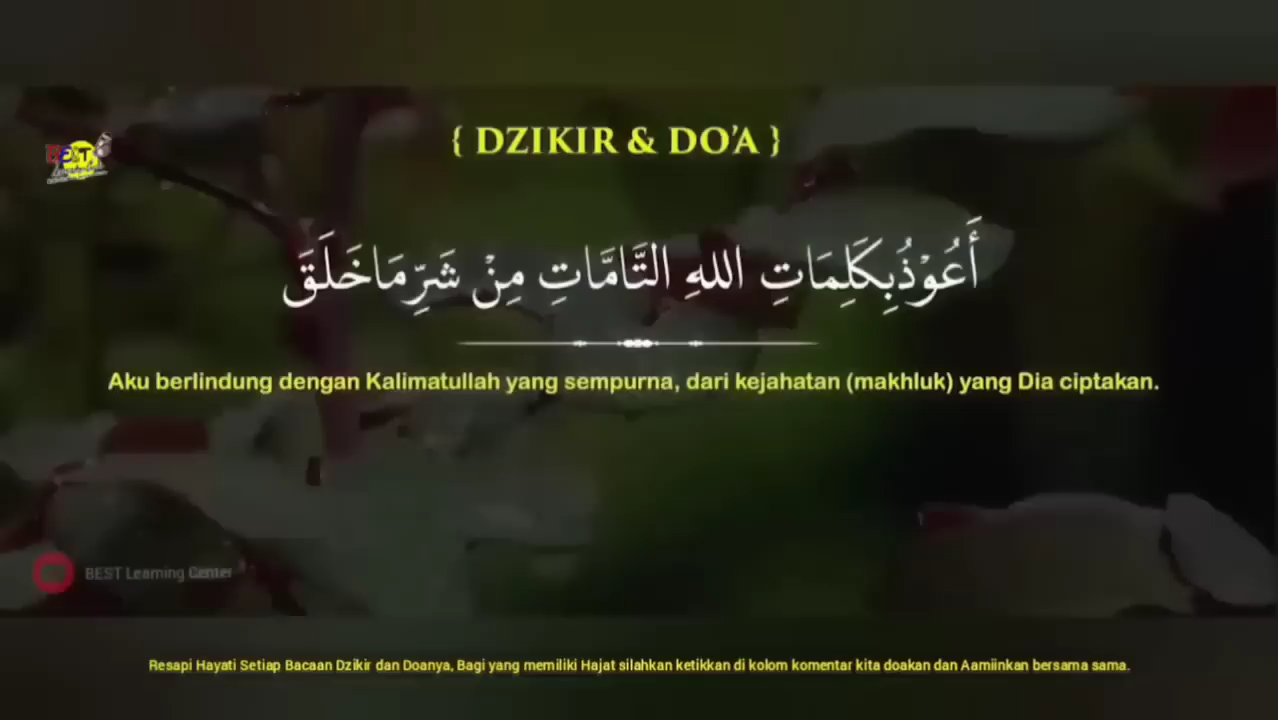 { DZIKIR & DO'A }
BEST
أَعُوْذُبِكَلِمَاتِ اللهِ التَّامَّاتِ مِنْ شَرِّمَاخَلَقَ
Aku berlindung dengan Kalimatullah yang sempurna, dari kejahatan (makhluk) yang Dia ciptakan.
BEST Learning Center
Resapi Hayati Setiap Bacaan Dzikir dan Doanya, Bagi yang memiliki Hajat silahkan ketikkan di kolom komentar kita doakan dan Aamiinkan bersama sama.